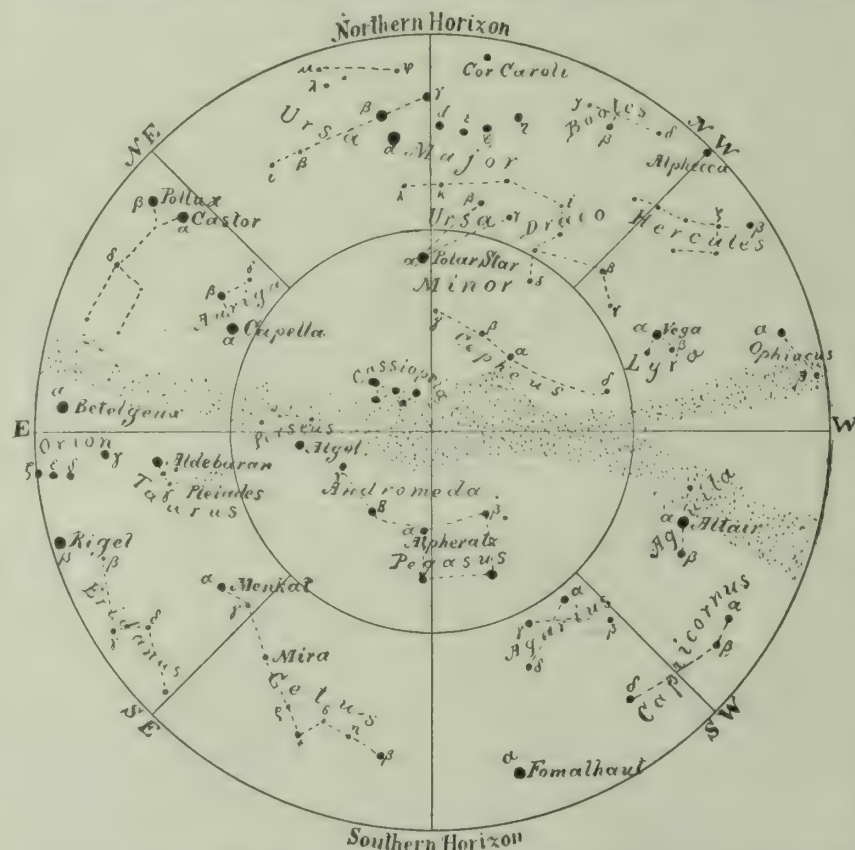 Northern Horizon
Cor Caroli
μ
φ
λ
Ursa
β
γ
δ
ε
η
α
Major
γ
Bootes
β
δ
NW
Alphecca
NE
β
Pollux
α
Castor
ι
β
λ
κ
β
Ursa
γ
Draco
ι
Hercules
ζ
β
α
Polar Star
Minor
δ
β
γ
δ
β
δ
Auriga
α
Capella
γ
β
Cepheus
α
δ
α
Vega
β
Lyra
α
Ophiucus
Cassiopeia
α
Betelgeux
E
W
Orion
ζ
ε
δ
γ
Perseus
Algol
Aldebaran
γ
Pleiades
Taurus
γ
Andromeda
β
β
α
Alpheratz
Pegasus
Aquila
α
Altair
β
Rigel
β
β
Eridanus
δ
γ
α
Menkat
γ
Mira
Cetus
ϱ
θ
η
β
α
γ
Aquarius
β
δ
α
β
Capricornus
δ
SE
SW
α
Fomalhaut
Southern Horizon